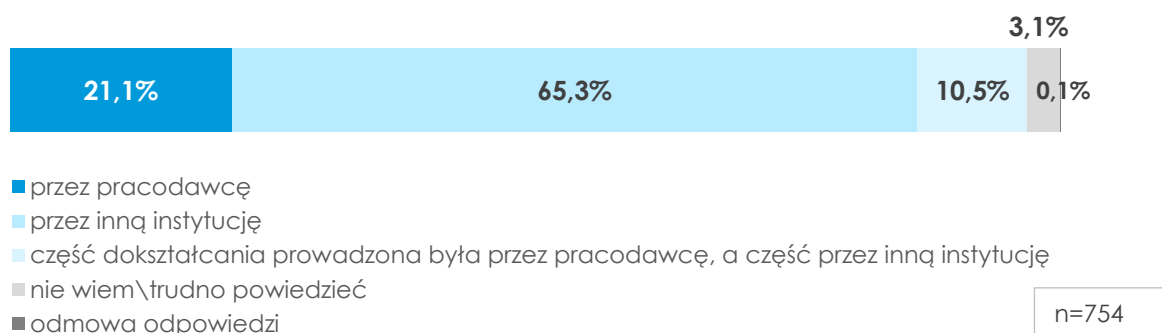 3,1%
21,1% 65,3% 10,5% 0,1%
przez pracodawcę
przez inną instytucję
część dokształcania prowadzona była przez pracodawcę, a część przez inną instytucję
nie wiem\trudno powiedzieć
odmowa odpowiedzi
n=754